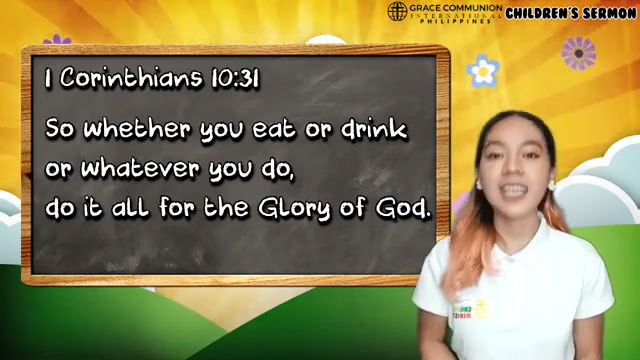 GRACE COMMUNION
INTERNATIONAL
PHILIPPINES
CHILDREN'S SERMON
1 Corinthians 10:31
So whether you eat or drink
or whatever you do,
do it all for the Glory of God.